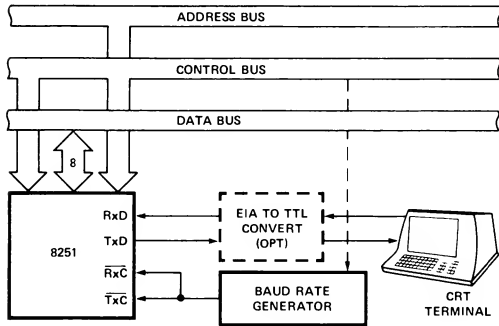 ADDRESS BUS
CONTROL BUS
DATA BUS
8
8251
RxD
TxD
RxC
TxC
EIA TO TTL
CONVERT
(OPT)
BAUD RATE
GENERATOR
CRT
TERMINAL